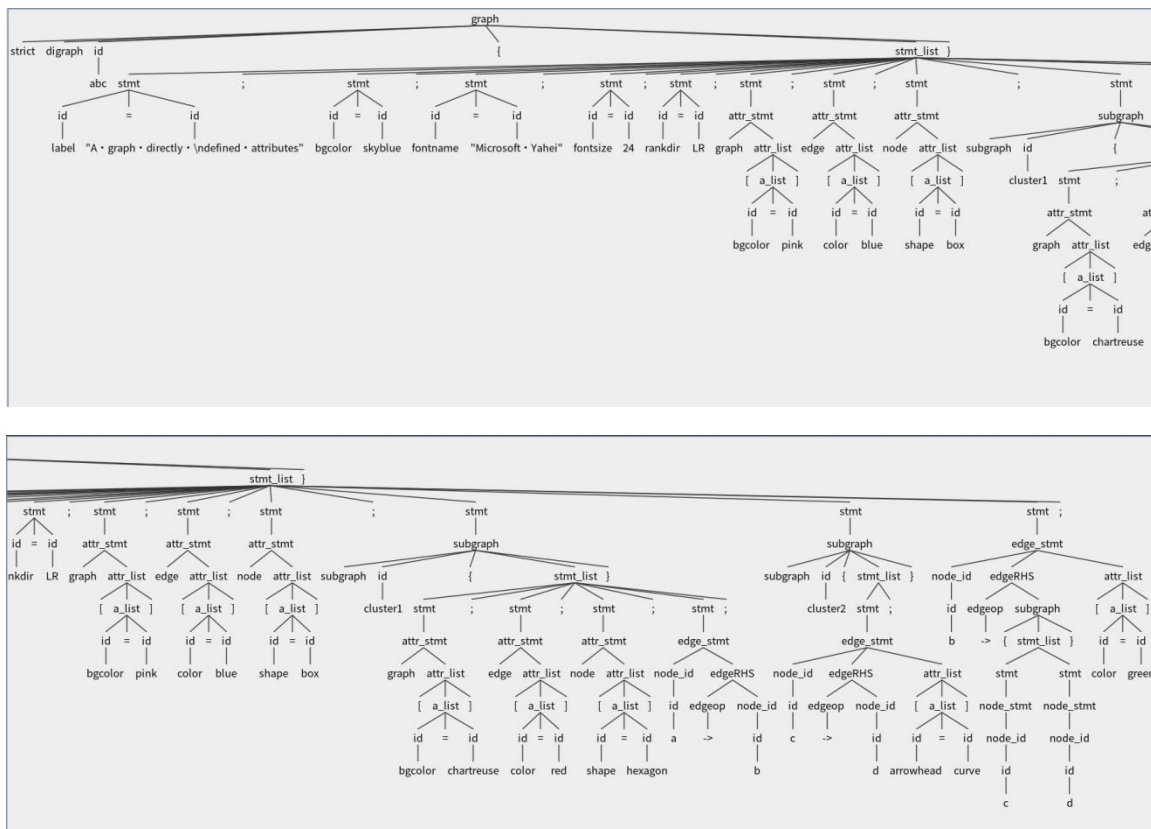 graph
strict digraph id { stmt_list }
abc stmt ; stmt ; stmt ; stmt ; stmt ; stmt ; stmt ; stmt ; stmt
id = id id = id id = id id = id id = id attr_stmt attr_stmt attr_stmt subgraph
label "A·graph·directly·\ndefined·attributes" bgcolor skyblue fontname "Microsoft·Yahei" fontsize 24 rankdir LR graph attr_list edge attr_list node attr_list subgraph id {
[ a_list ] [ a_list ] [ a_list ] cluster1 stmt ;
id = id id = id id = id attr_stmt at
bgcolor pink color blue shape box graph attr_list edg
[ a_list ]
id = id
bgcolor chartreuse
stmt_list }
stmt ; stmt ; stmt ; stmt ; stmt stmt stmt ;
id = id attr_stmt attr_stmt attr_stmt subgraph subgraph edge_stmt
nkdir LR graph attr_list edge attr_list node attr_list subgraph id { stmt_list } subgraph id { stmt_list } node_id edgeRHS attr_list
[ a_list ] [ a_list ] [ a_list ] cluster1 stmt ; stmt ; stmt ; stmt ; cluster2 stmt ; id edgeop subgraph [ a_list ]
id = id id = id id = id attr_stmt attr_stmt attr_stmt edge_stmt edge_stmt b -> { stmt_list } id = id
bgcolor pink color blue shape box graph attr_list edge attr_list node attr_list node_id edgeRHS node_id edgeRHS attr_list stmt stmt color green
[ a_list ] [ a_list ] [ a_list ] id edgeop node_id id edgeop node_id [ a_list ] node_stmt node_stmt
id = id id = id id = id a -> id c -> id id = id node_id node_id
bgcolor chartreuse color red shape hexagon b d arrowhead curve id id
c d